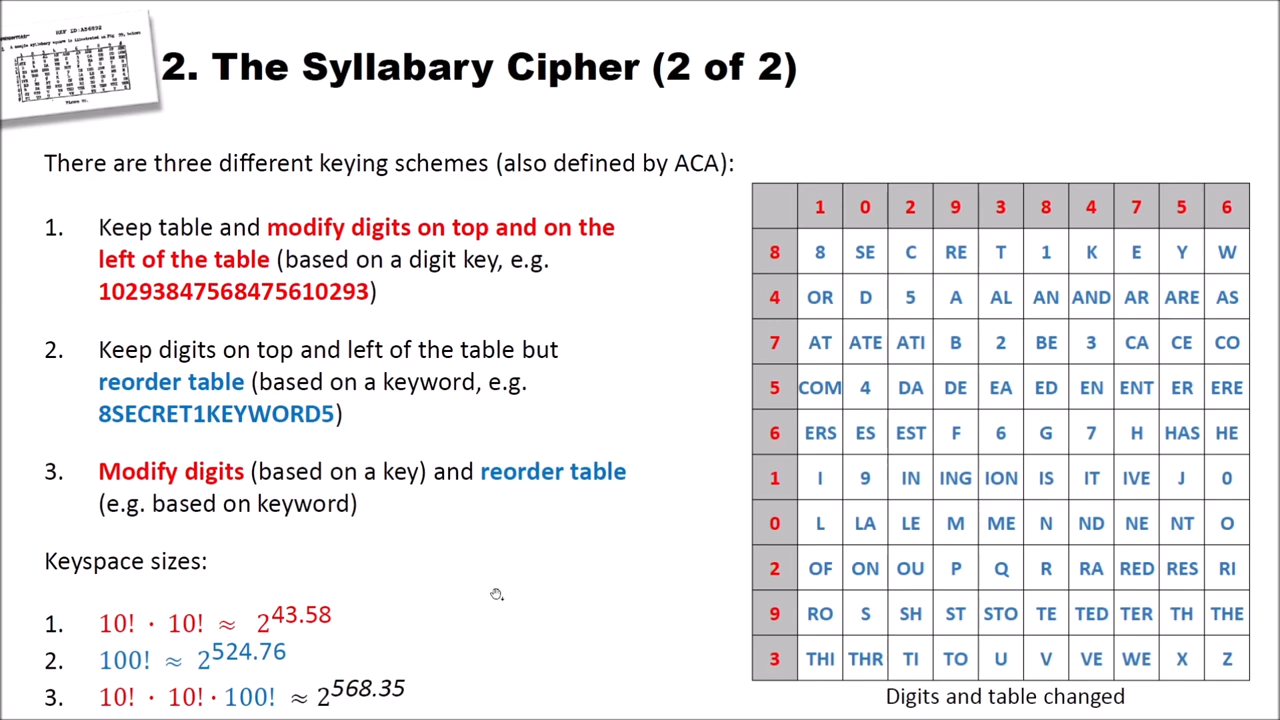 REF ID:A56892
2. The Syllabary Cipher (2 of 2)
There are three different keying schemes (also defined by ACA):
1. Keep table and modify digits on top and on the
left of the table (based on a digit key, e.g.
10293847568475610293)
2. Keep digits on top and left of the table but
reorder table (based on a keyword, e.g.
8SECRET1KEYWORD5)
3. Modify digits (based on a key) and reorder table
(e.g. based on keyword)
Keyspace sizes:
1. 10! · 10! ≈ 2^43.58
2. 100! ≈ 2^524.76
3. 10! · 10! · 100! ≈ 2^568.35
1 0 2 9 3 8 4 7 5 6
8 8 SE C RE T 1 K E Y W
4 OR D 5 A AL AN AND AR ARE AS
7 AT ATE ATI B 2 BE 3 CA CE CO
5 COM 4 DA DE EA ED EN ENT ER ERE
6 ERS ES EST F 6 G 7 H HAS HE
1 I 9 IN ING ION IS IT IVE J 0
0 L LA LE M ME N ND NE NT O
2 OF ON OU P Q R RA RED RES RI
9 RO S SH ST STO TE TED TER TH THE
3 THI THR TI TO U V VE WE X Z
Digits and table changed